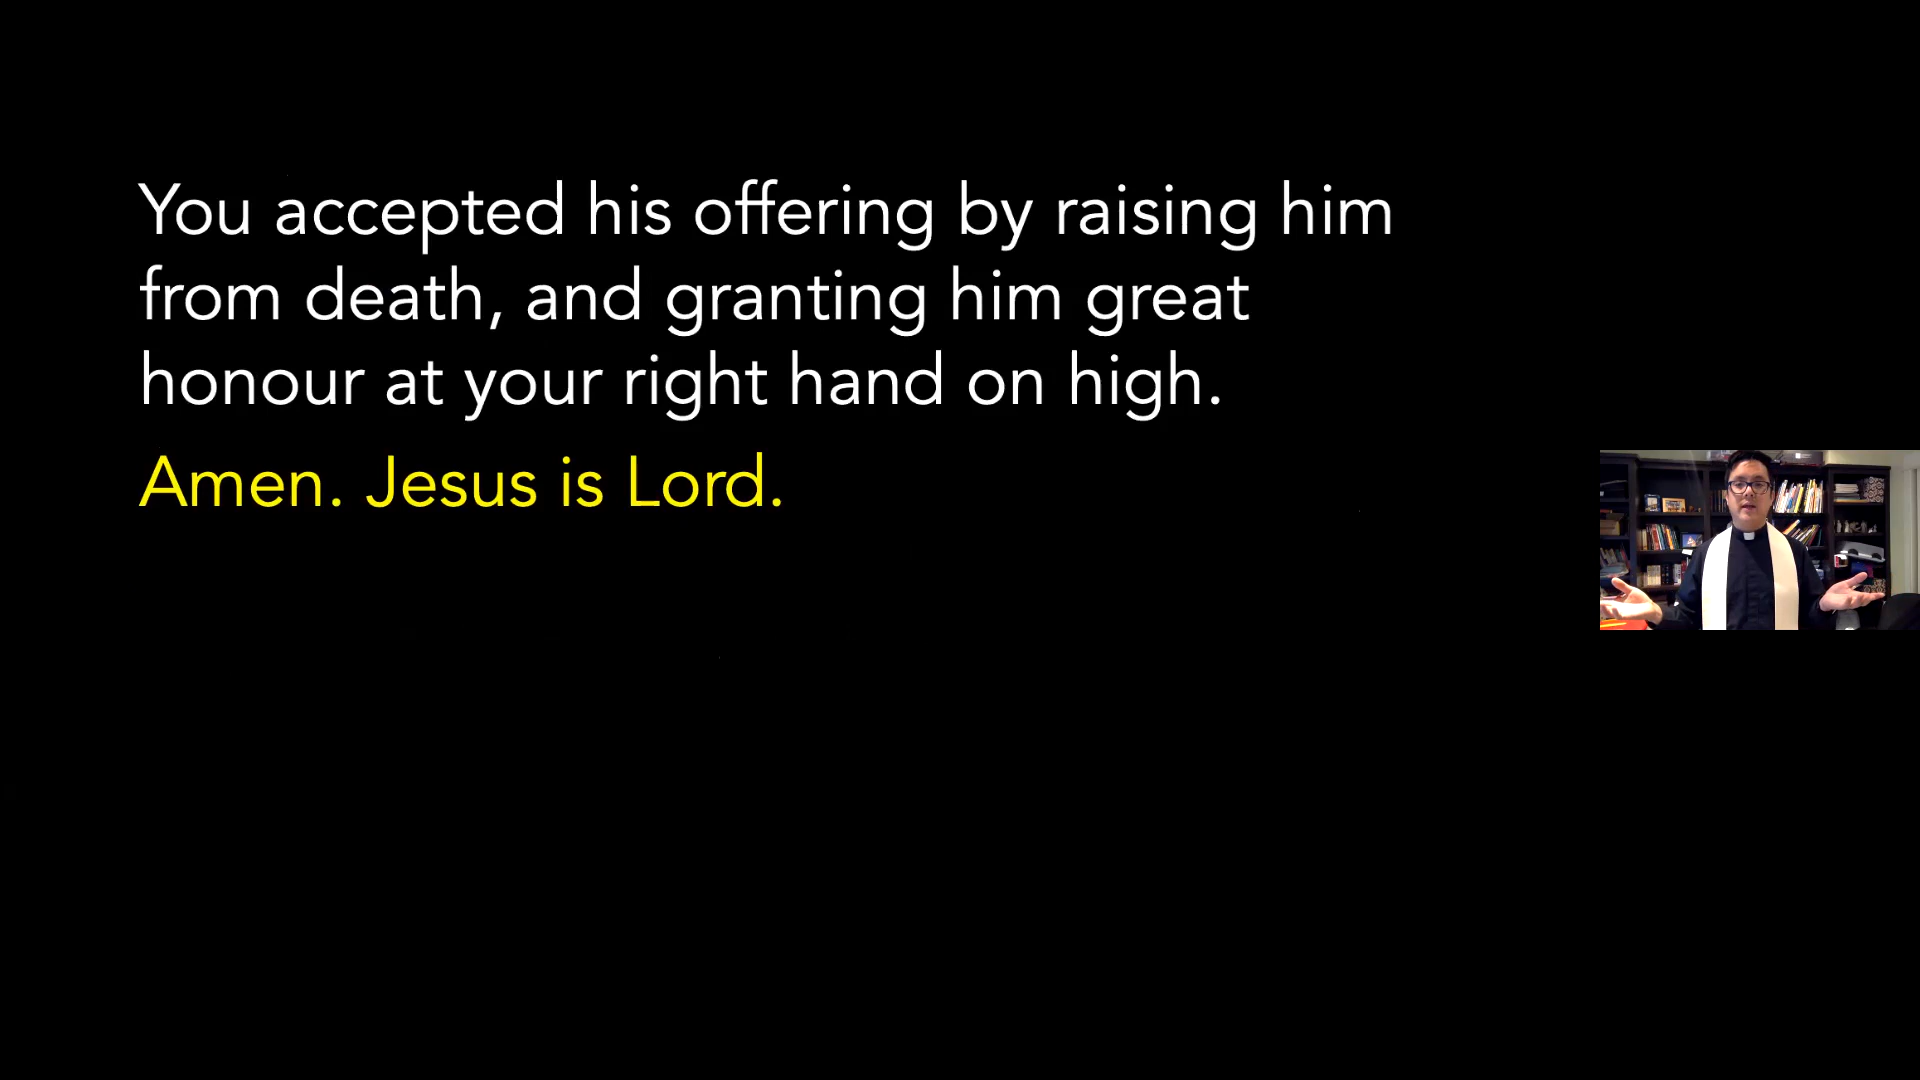 You accepted his offering by raising him
from death, and granting him great
honour at your right hand on high.
Amen. Jesus is Lord.